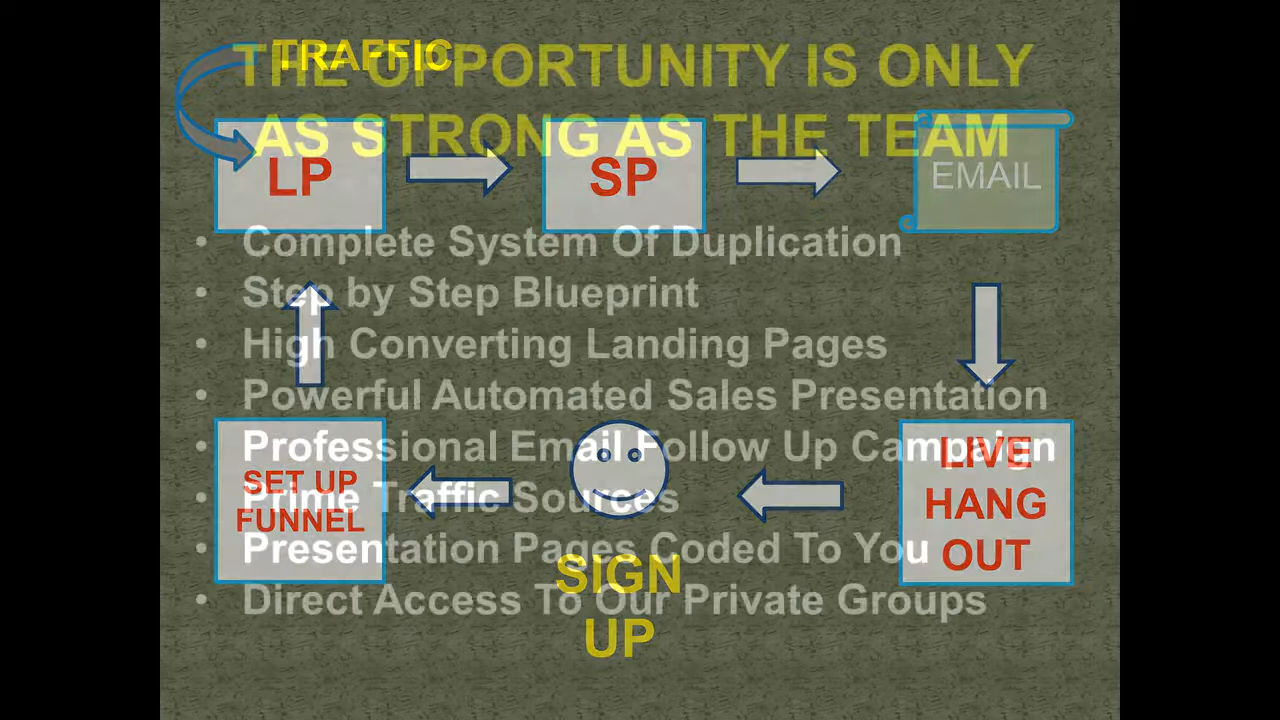 TRAFFIC
THE OPPORTUNITY IS ONLY
AS STRONG AS THE TEAM
LP
SP
EMAIL
• Complete System Of Duplication
• Step by Step Blueprint
• High Converting Landing Pages
• Powerful Automated Sales Presentation
• Professional Email Follow Up Campaign
• Prime Traffic Sources
• Presentation Pages Coded To You
• Direct Access To Our Private Groups
SET UP
FUNNEL
SIGN
UP
LIVE
HANG
OUT